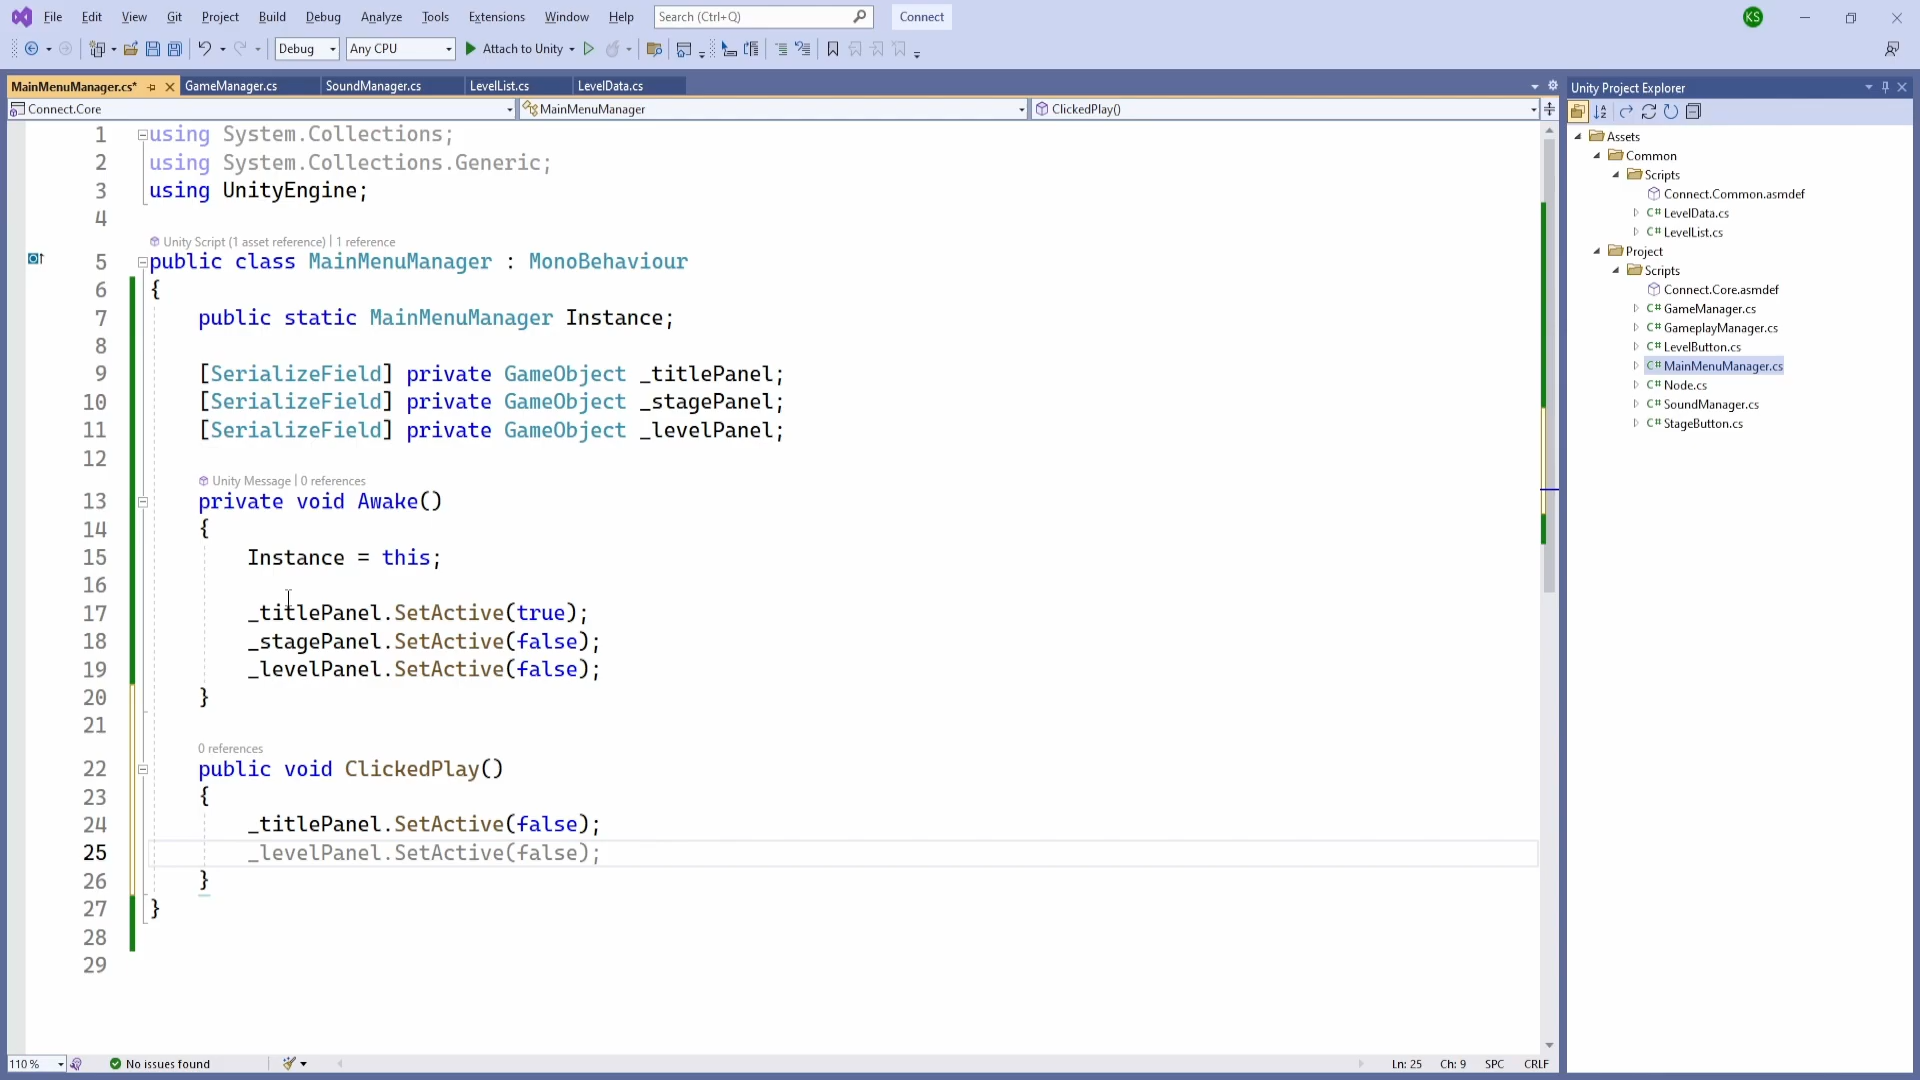 File Edit View Git Project Build Debug Analyze Tools Extensions Window Help Search (Ctrl+Q) Connect KS
Debug Any CPU Attach to Unity
MainMenuManager.cs* GameManager.cs SoundManager.cs LevelList.cs LevelData.cs
Connect.Core MainMenuManager ClickedPlay()
1 using System.Collections;
2 using System.Collections.Generic;
3 using UnityEngine;
4
Unity Script (1 asset reference) | 1 reference
5 public class MainMenuManager : MonoBehaviour
6 {
7 public static MainMenuManager Instance;
8
9 [SerializeField] private GameObject _titlePanel;
10 [SerializeField] private GameObject _stagePanel;
11 [SerializeField] private GameObject _levelPanel;
12
Unity Message | 0 references
13 private void Awake()
14 {
15 Instance = this;
16
17 _titlePanel.SetActive(true);
18 _stagePanel.SetActive(false);
19 _levelPanel.SetActive(false);
20 }
21
0 references
22 public void ClickedPlay()
23 {
24 _titlePanel.SetActive(false);
25 _levelPanel.SetActive(false);
26 }
27 }
28
29
110 % No issues found Ln: 25 Ch: 9 SPC CRLF
Unity Project Explorer
Assets
Common
Scripts
Connect.Common.asmdef
C# LevelData.cs
C# LevelList.cs
Project
Scripts
Connect.Core.asmdef
C# GameManager.cs
C# GameplayManager.cs
C# LevelButton.cs
C# MainMenuManager.cs
C# Node.cs
C# SoundManager.cs
C# StageButton.cs